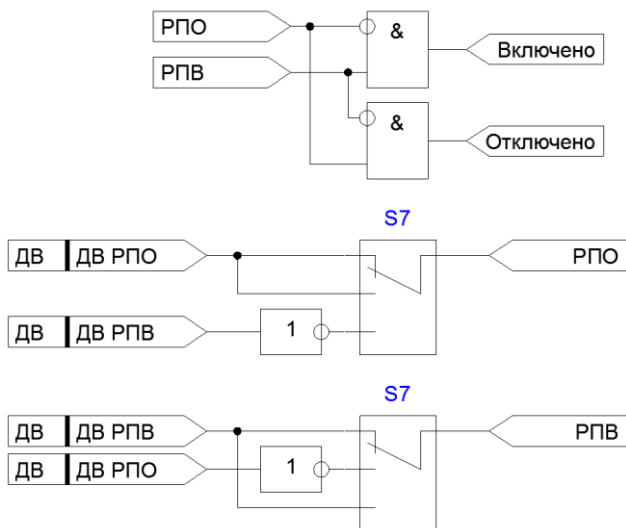 РПО
&
Включено
РПВ
&
Отключено
S7
ДВ ДВ РПО
РПО
ДВ ДВ РПВ
1
S7
ДВ ДВ РПВ
РПВ
ДВ ДВ РПО
1